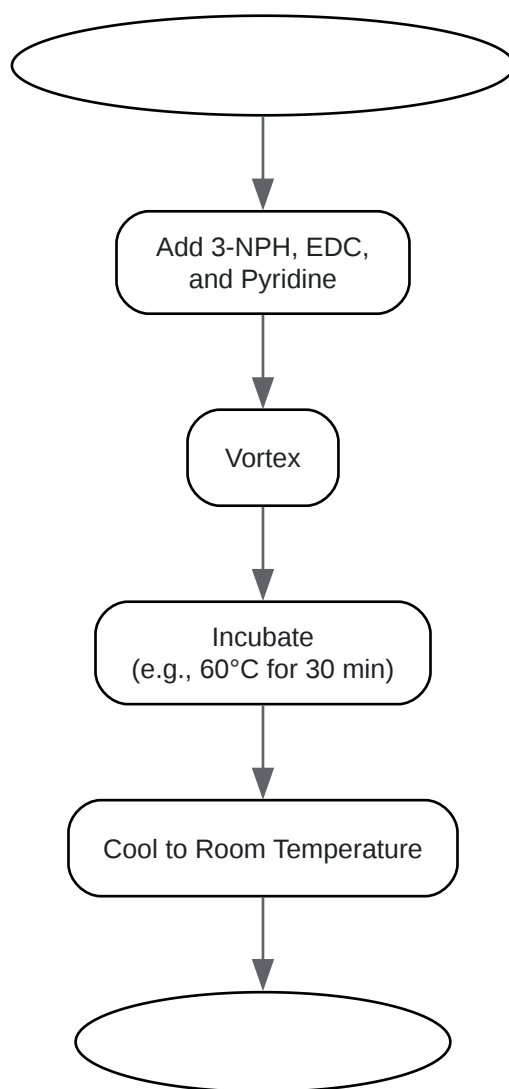 Add 3-NPH, EDC,
and Pyridine
Vortex
Incubate
(e.g., 60°C for 30 min)
Cool to Room Temperature